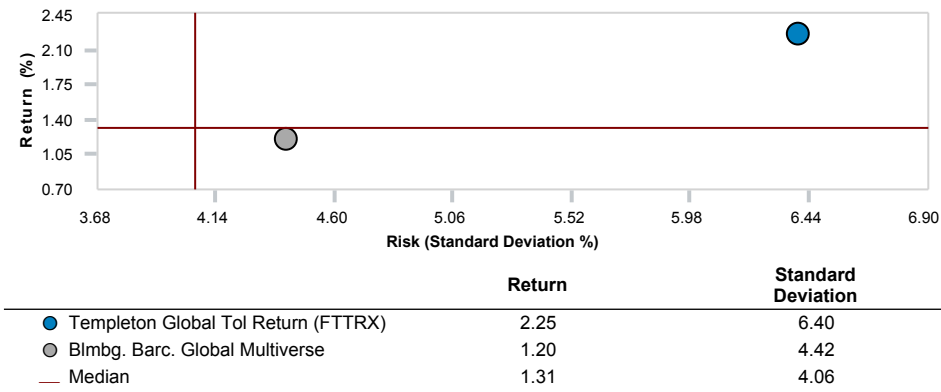 2.45
2.10
1.75
1.40
1.05
0.70
Return (%)
3.68 4.14 4.60 5.06 5.52 5.98 6.44 6.90
Risk (Standard Deviation %)
Return Standard Deviation
Templeton Global Tol Return (FTTRX) 2.25 6.40
Blmbg. Barc. Global Multiverse 1.20 4.42
Median 1.31 4.06